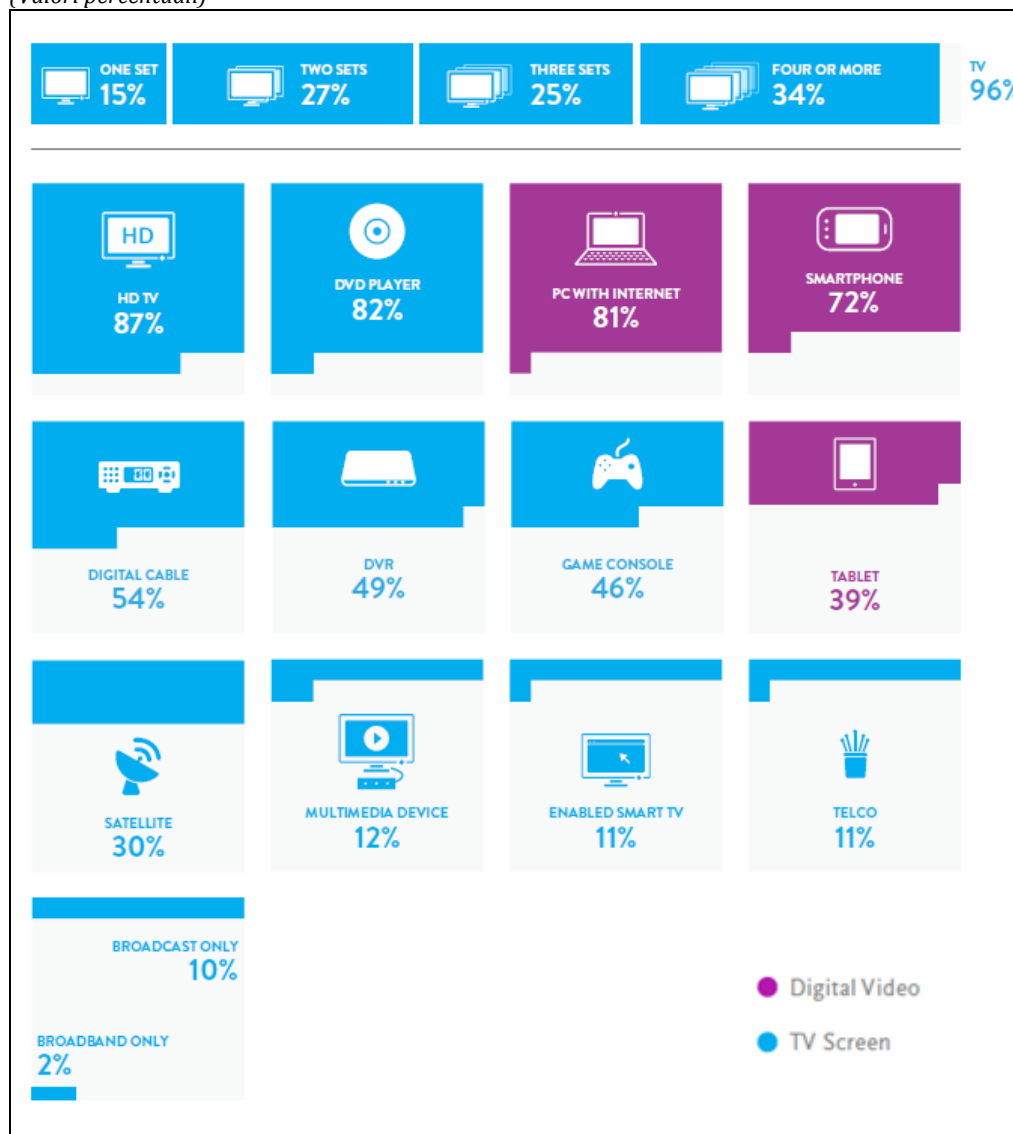 (Valori percentuali)
ONE SET
15%
TWO SETS
27%
THREE SETS
25%
FOUR OR MORE
34%
TV
96%
HD
HD TV
87%
DVD PLAYER
82%
PC WITH INTERNET
81%
SMARTPHONE
72%
00
DIGITAL CABLE
54%
DVR
49%
GAME CONSOLE
46%
TABLET
39%
SATELLITE
30%
MULTIMEDIA DEVICE
12%
ENABLED SMART TV
11%
TELCO
11%
BROADCAST ONLY
10%
BROADBAND ONLY
2%
Digital Video
TV Screen